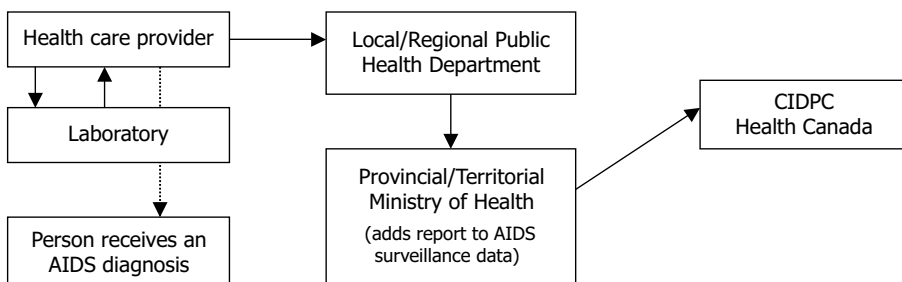 Health care provider
Laboratory
Person receives an
AIDS diagnosis
Local/Regional Public
Health Department
Provincial/Territorial
Ministry of Health
(adds report to AIDS
surveillance data)
CIDPC
Health Canada